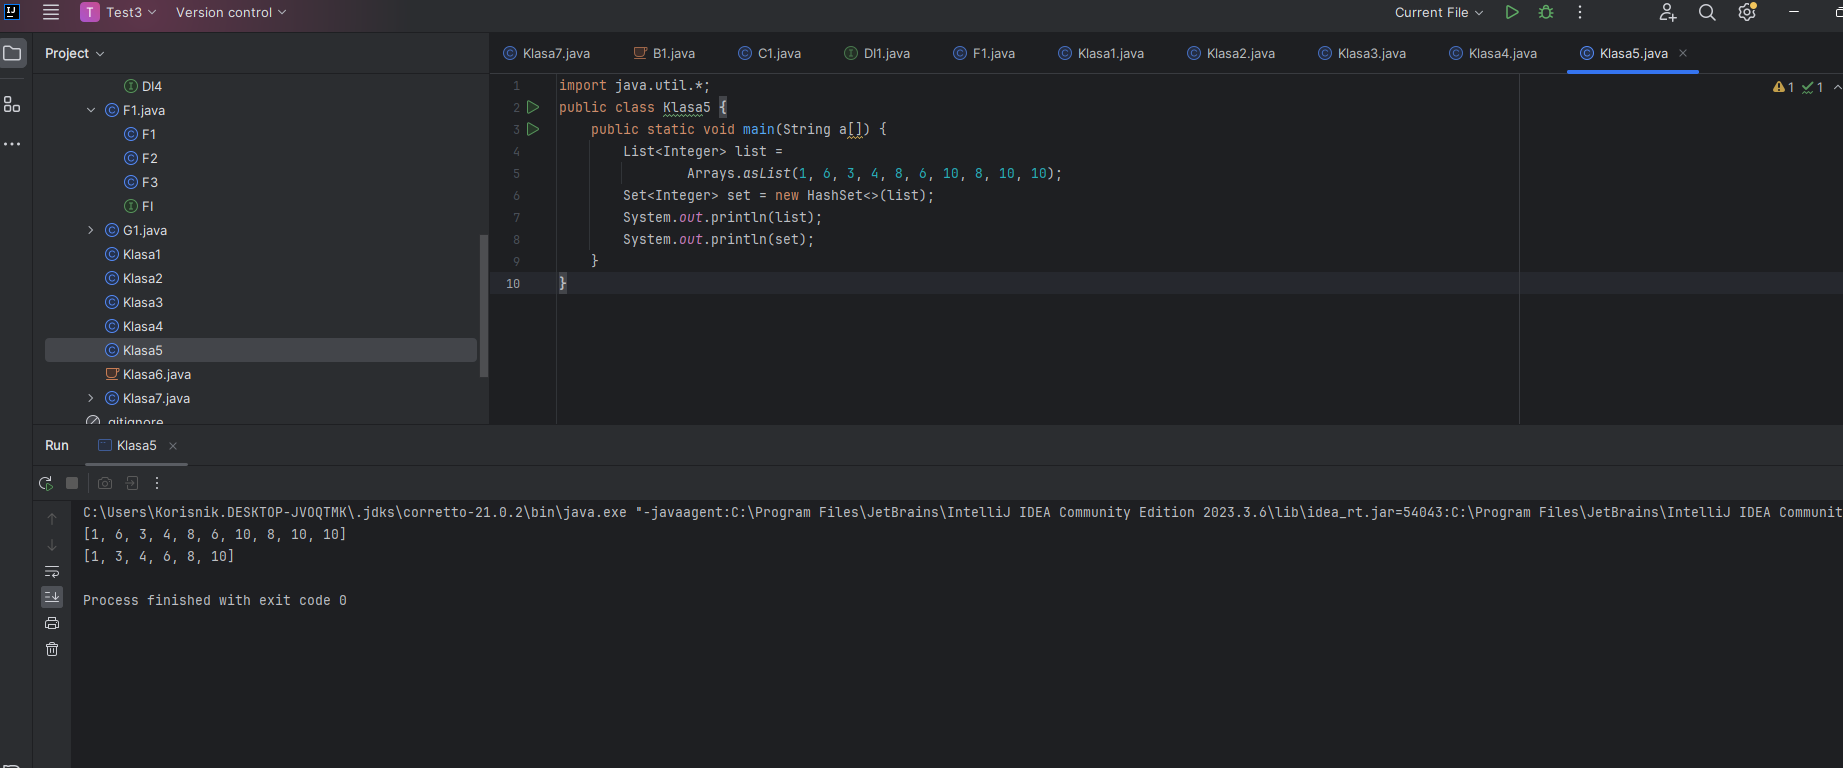 IJ
T Test3 Version control Current File
Project
DI4
F1.java
F1
F2
F3
FI
G1.java
Klasa1
Klasa2
Klasa3
Klasa4
Klasa5
Klasa6.java
Klasa7.java
.gitignore
Klasa7.java B1.java C1.java DI1.java F1.java Klasa1.java Klasa2.java Klasa3.java Klasa4.java Klasa5.java
1 import java.util.*;
2 public class Klasa5 {
3 public static void main(String a[]) {
4 List<Integer> list =
5 Arrays.asList(1, 6, 3, 4, 8, 6, 10, 8, 10, 10);
6 Set<Integer> set = new HashSet<>(list);
7 System.out.println(list);
8 System.out.println(set);
9 }
10 }
1 1
Run Klasa5
C:\Users\Korisnik.DESKTOP-JVOQTMK\.jdks\corretto-21.0.2\bin\java.exe "-javaagent:C:\Program Files\JetBrains\IntelliJ IDEA Community Edition 2023.3.6\lib\idea_rt.jar=54043:C:\Program Files\JetBrains\IntelliJ IDEA Communit
[1, 6, 3, 4, 8, 6, 10, 8, 10, 10]
[1, 3, 4, 6, 8, 10]
Process finished with exit code 0